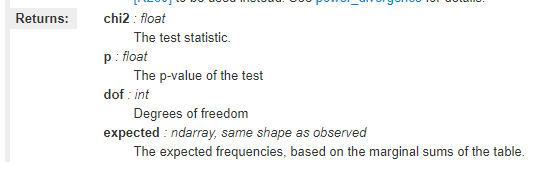 [R260] to be used instead. See power_divergence for details.
Returns: chi2 : float
The test statistic.
p : float
The p-value of the test
dof : int
Degrees of freedom
expected : ndarray, same shape as observed
The expected frequencies, based on the marginal sums of the table.